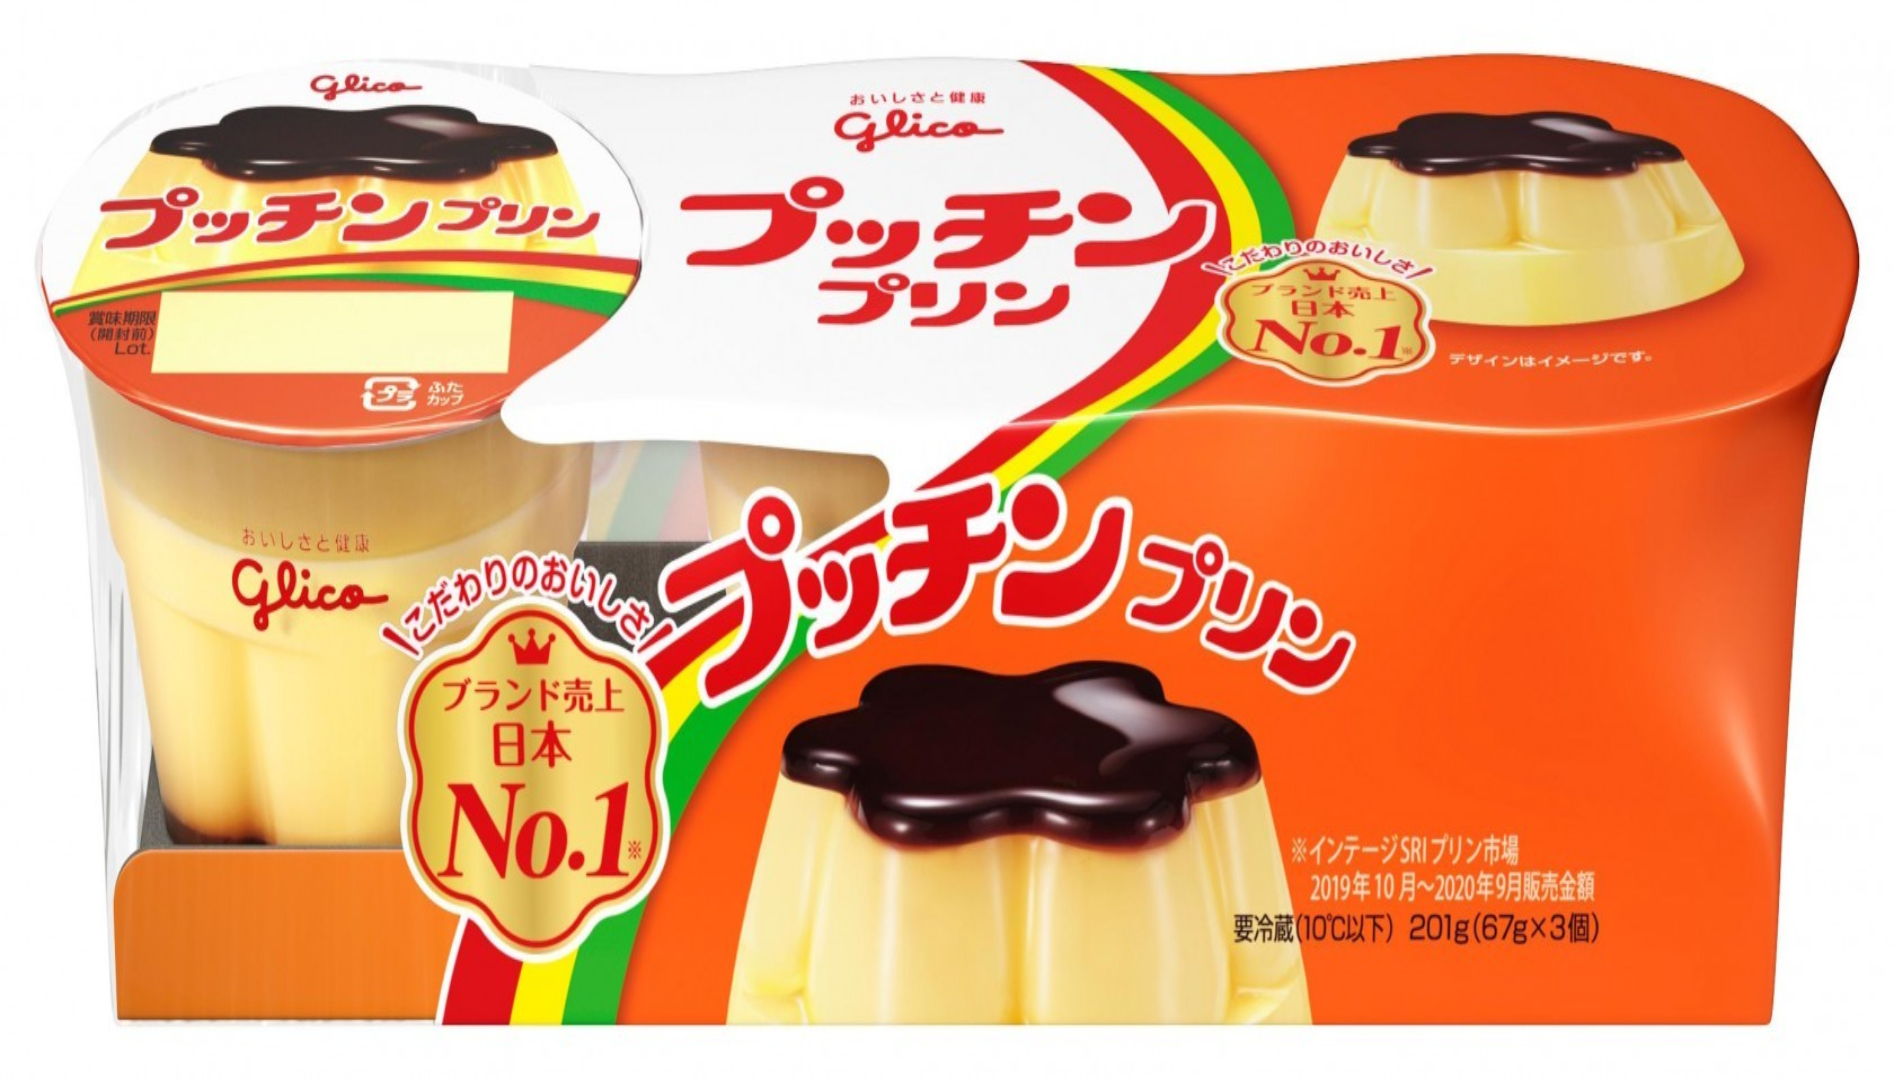 Glico
プッチンプリン
賞味期限
(開封前)
Lot.
プラ
ふた
カップ
おいしさと健康
Glico
プッチン
プリン
こだわりのおいしさ
ブランド売上
日本
No.1※
デザインはイメージです。
おいしさと健康
Glico
こだわりのおいしさ
ブランド売上
日本
No.1※
プッチンプリン
※インテージSRIプリン市場
2019年10月～2020年9月販売金額
要冷蔵(10℃以下) 201g(67g×3個)